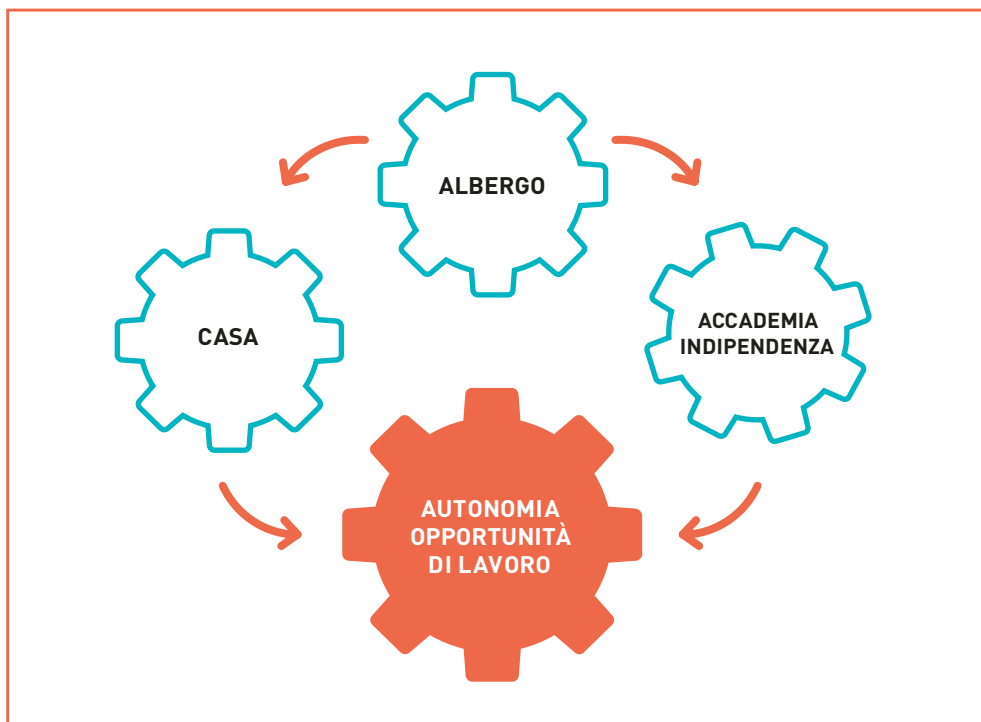 ALBERGO
CASA
ACCADEMIA
INDIPENDENZA
AUTONOMIA
OPPORTUNITÀ
DI LAVORO